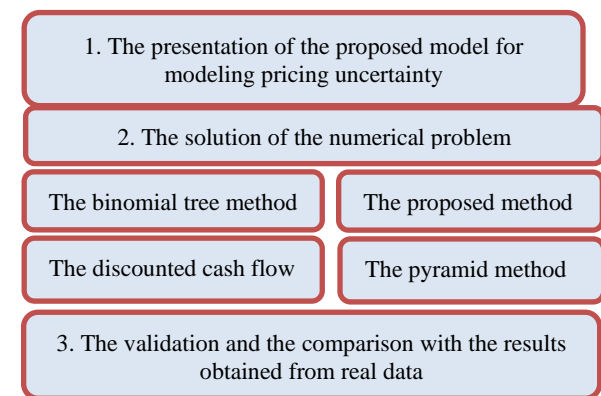 1. The presentation of the proposed model for
modeling pricing uncertainty
2. The solution of the numerical problem
The binomial tree method
The proposed method
The discounted cash flow
The pyramid method
3. The validation and the comparison with the results
obtained from real data